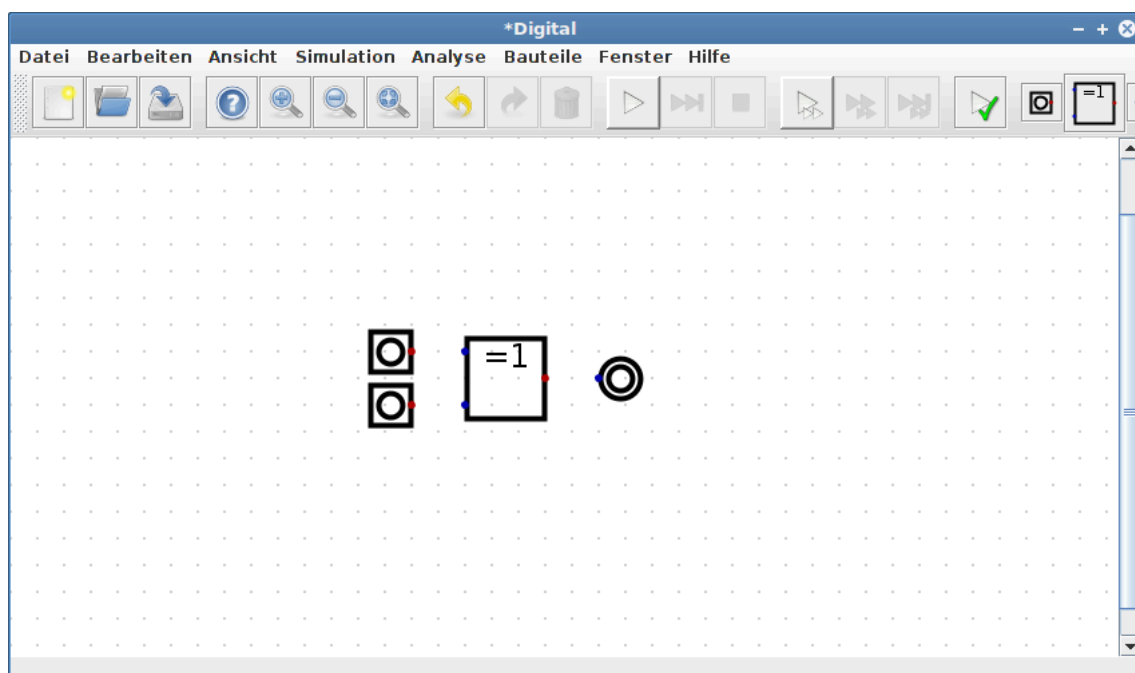 *Digital
Datei Bearbeiten Ansicht Simulation Analyse Bauteile Fenster Hilfe
=1
=1